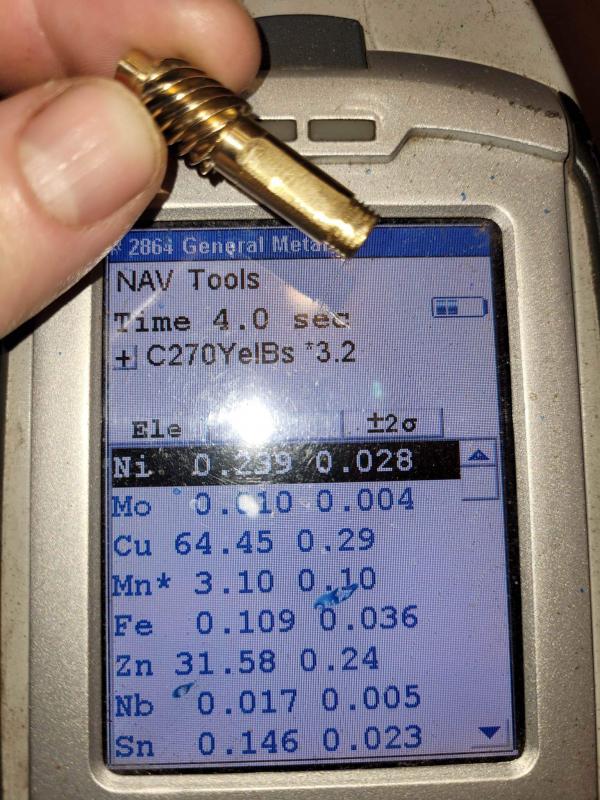 # 2864 General Metals
NAV Tools
Time 4.0 sec
+ C270YelBs *3.2
Ele ±2σ
Ni 0.239 0.028
Mo 0.010 0.004
Cu 64.45 0.29
Mn* 3.10 0.10
Fe 0.109 0.036
Zn 31.58 0.24
Nb 0.017 0.005
Sn 0.146 0.023